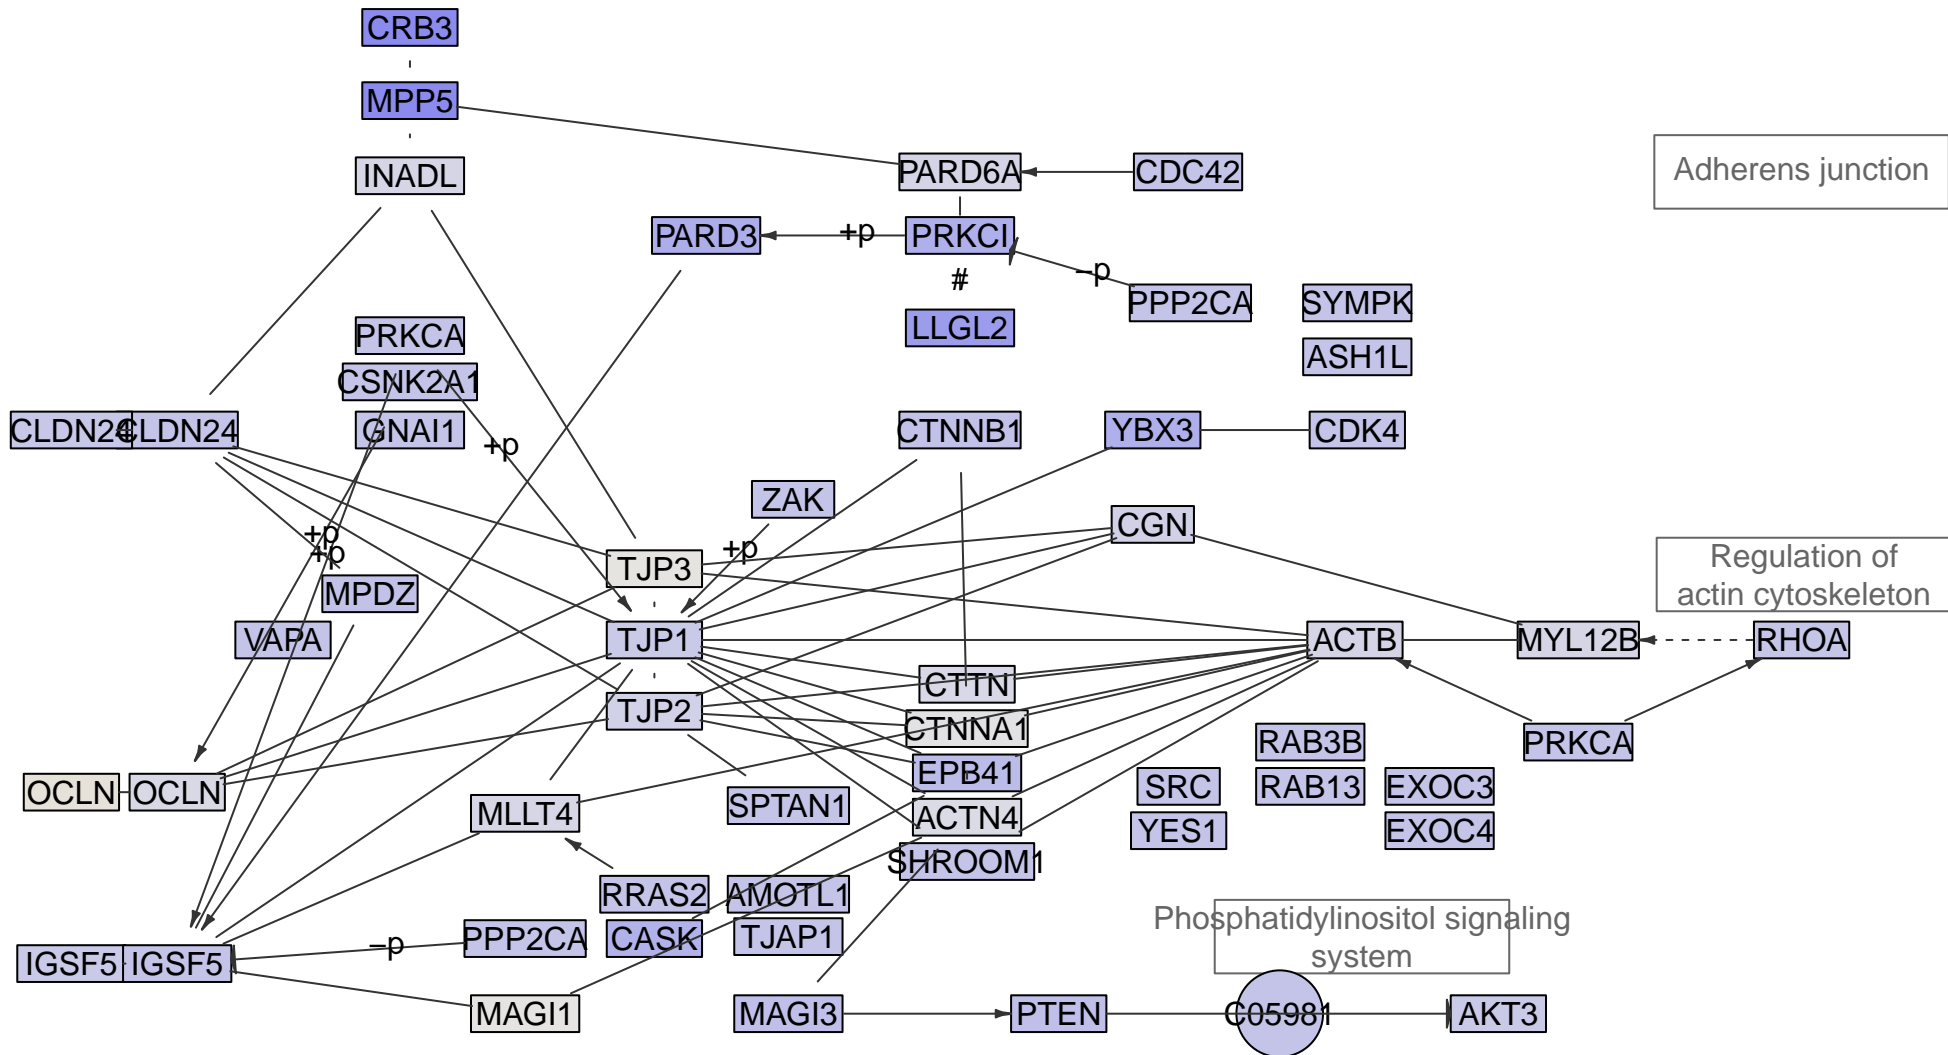 CRB3
MPP5
INADL
PARD6A
CDC42
Adherens junction
PARD3
+p
PRKCI
−p
#
PPP2CA
SYMPK
PRKCA
LLGL2
ASH1L
CSNK2A1
CLDN24
CLDN24
GNAI1
+p
CTNNB1
YBX3
CDK4
ZAK
CGN
+p
+p
+p
TJP3
Regulation of
actin cytoskeleton
MPDZ
VAPA
TJP1
ACTB
MYL12B
RHOA
CTTN
TJP2
CTNNA1
RAB3B
PRKCA
EPB41
OCLN
OCLN
SRC
RAB13
EXOC3
MLLT4
SPTAN1
ACTN4
YES1
EXOC4
SHROOM1
RRAS2
AMOTL1
Phosphatidylinositol signaling
system
−p
PPP2CA
CASK
TJAP1
IGSF5
IGSF5
MAGI1
MAGI3
PTEN
C05981
AKT3